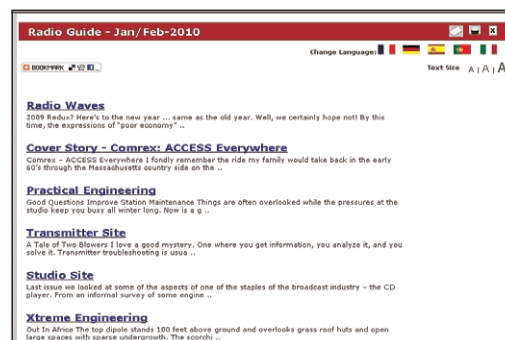 Radio Guide - Jan/Feb-2010
Change Language:
BOOKMARK
Text Size A | A | A
Radio Waves
2009 Redux? Here's to the new year ... same as the old year. Well, we certainly hope not! By this
time, the expressions of "poor economy" ..
Cover Story - Comrex: ACCESS Everywhere
Comrex - ACCESS Everywhere I fondly remember the ride my family would take back in the early
60's through the Massachusetts country side on the ..
Practical Engineering
Good Questions Improve Station Maintenance Things are often overlooked while the pressures at the
studio keep you busy all winter long. Now is a g ..
Transmitter Site
A Tale of Two Blowers I love a good mystery. One where you get information, you analyze it, and you
solve it. Transmitter troubleshooting is usua ..
Studio Site
Last issue we looked at some of the aspects of one of the staples of the broadcast industry - the CD
player. From an informal survey of some engine ..
Xtreme Engineering
Out In Africa The top dipole stands 100 feet above ground and overlooks grass roof huts and open
large spaces with sparse undergrowth. The scorchi ..